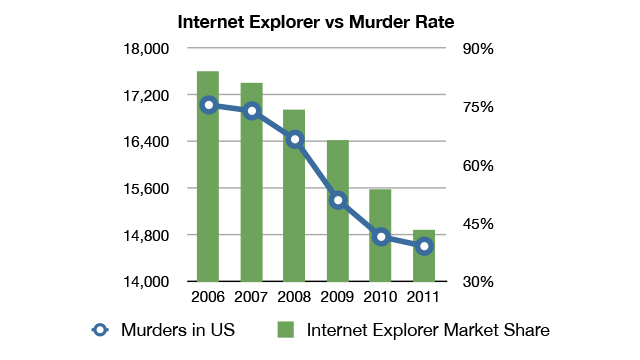 Internet Explorer vs Murder Rate
18,000
17,200
16,400
15,600
14,800
14,000
90%
75%
60%
45%
30%
2006 2007 2008 2009 2010 2011
Murders in US
Internet Explorer Market Share